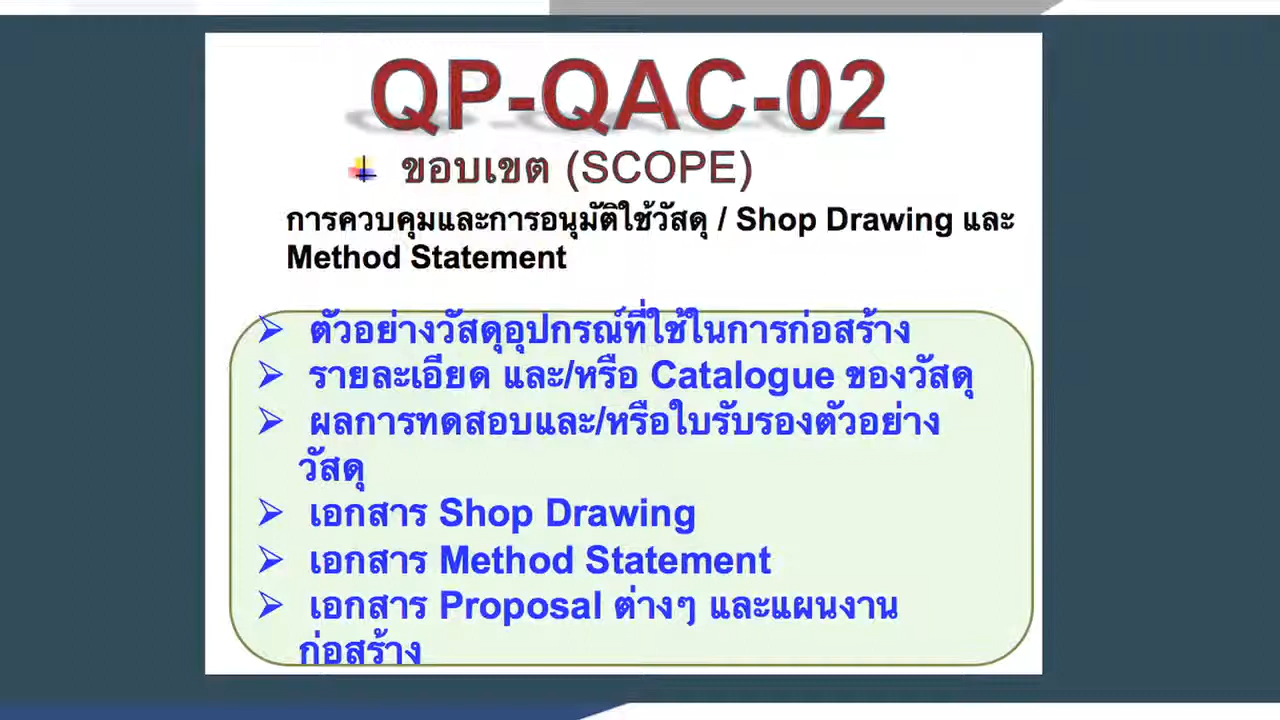 QP-QAC-02
ขอบเขต (SCOPE)
การควบคุมและการอนุมัติใช้วัสดุ / Shop Drawing และ
Method Statement
ตัวอย่างวัสดุอุปกรณ์ที่ใช้ในการก่อสร้าง
รายละเอียด และ/หรือ Catalogue ของวัสดุ
ผลการทดสอบและ/หรือใบรับรองตัวอย่าง
วัสดุ
เอกสาร Shop Drawing
เอกสาร Method Statement
เอกสาร Proposal ต่างๆ และแผนงาน
ก่อสร้าง